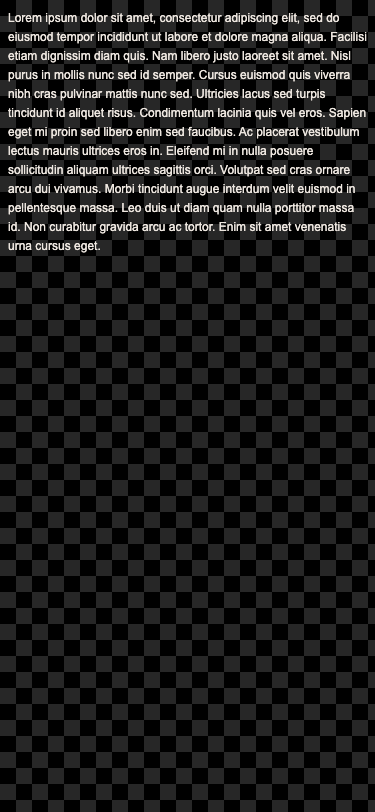 Lorem ipsum dolor sit amet, consectetur adipiscing elit, sed do
eiusmod tempor incididunt ut labore et dolore magna aliqua. Facilisi
etiam dignissim diam quis. Nam libero justo laoreet sit amet. Nisl
purus in mollis nunc sed id semper. Cursus euismod quis viverra
nibh cras pulvinar mattis nunc sed. Ultricies lacus sed turpis
tincidunt id aliquet risus. Condimentum lacinia quis vel eros. Sapien
eget mi proin sed libero enim sed faucibus. Ac placerat vestibulum
lectus mauris ultrices eros in. Eleifend mi in nulla posuere
sollicitudin aliquam ultrices sagittis orci. Volutpat sed cras ornare
arcu dui vivamus. Morbi tincidunt augue interdum velit euismod in
pellentesque massa. Leo duis ut diam quam nulla porttitor massa
id. Non curabitur gravida arcu ac tortor. Enim sit amet venenatis
urna cursus eget.